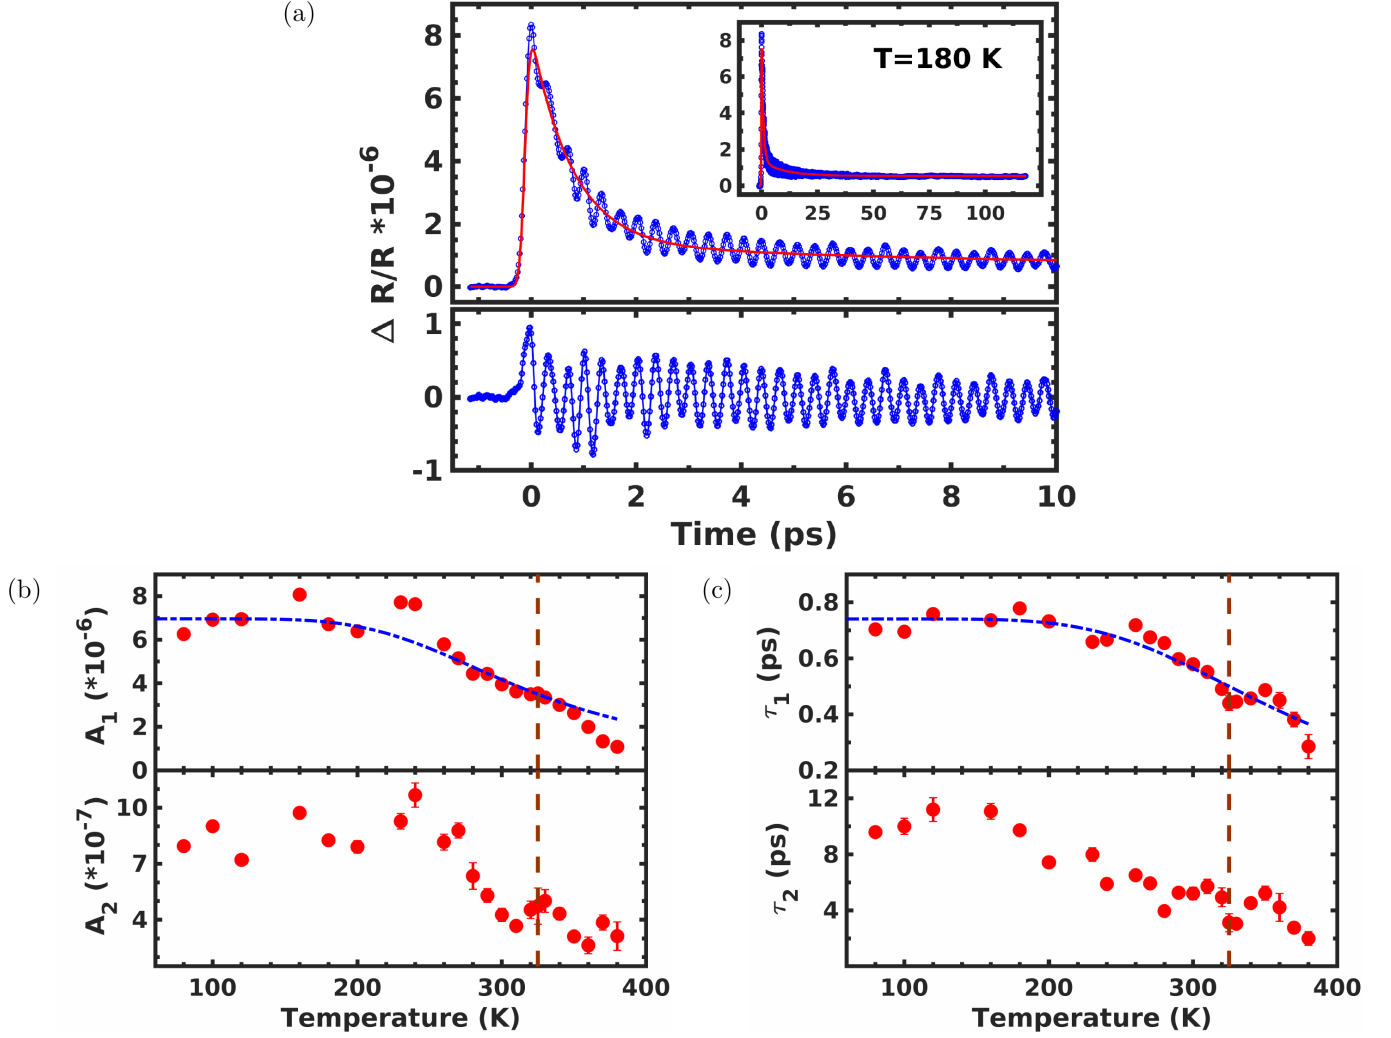 (a)
Δ R/R *10^-6
8
6
4
2
0
T=180 K
8
6
4
2
0
0 25 50 75 100
1
0
-1
0 2 4 6 8 10
Time (ps)
(b)
A_1 (*10^-6)
8
6
4
2
0
A_2 (*10^-7)
10
7
4
100 200 300 400
Temperature (K)
(c)
τ_1 (ps)
0.8
0.6
0.4
0.2
τ_2 (ps)
12
8
4
100 200 300 400
Temperature (K)